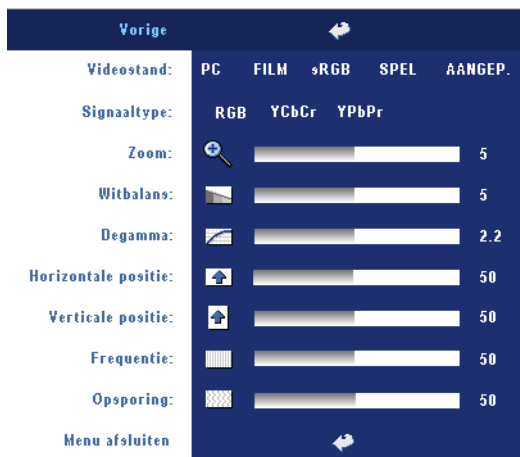 Vorige
Videostand: PC FILM sRGB SPEL AANGEP.
Signaaltype: RGB YCbCr YPbPr
Zoom: 5
Witbalans: 5
Degamma: 2.2
Horizontale positie: 50
Verticale positie: 50
Frequentie: 50
Opsporing: 50
Menu afsluiten